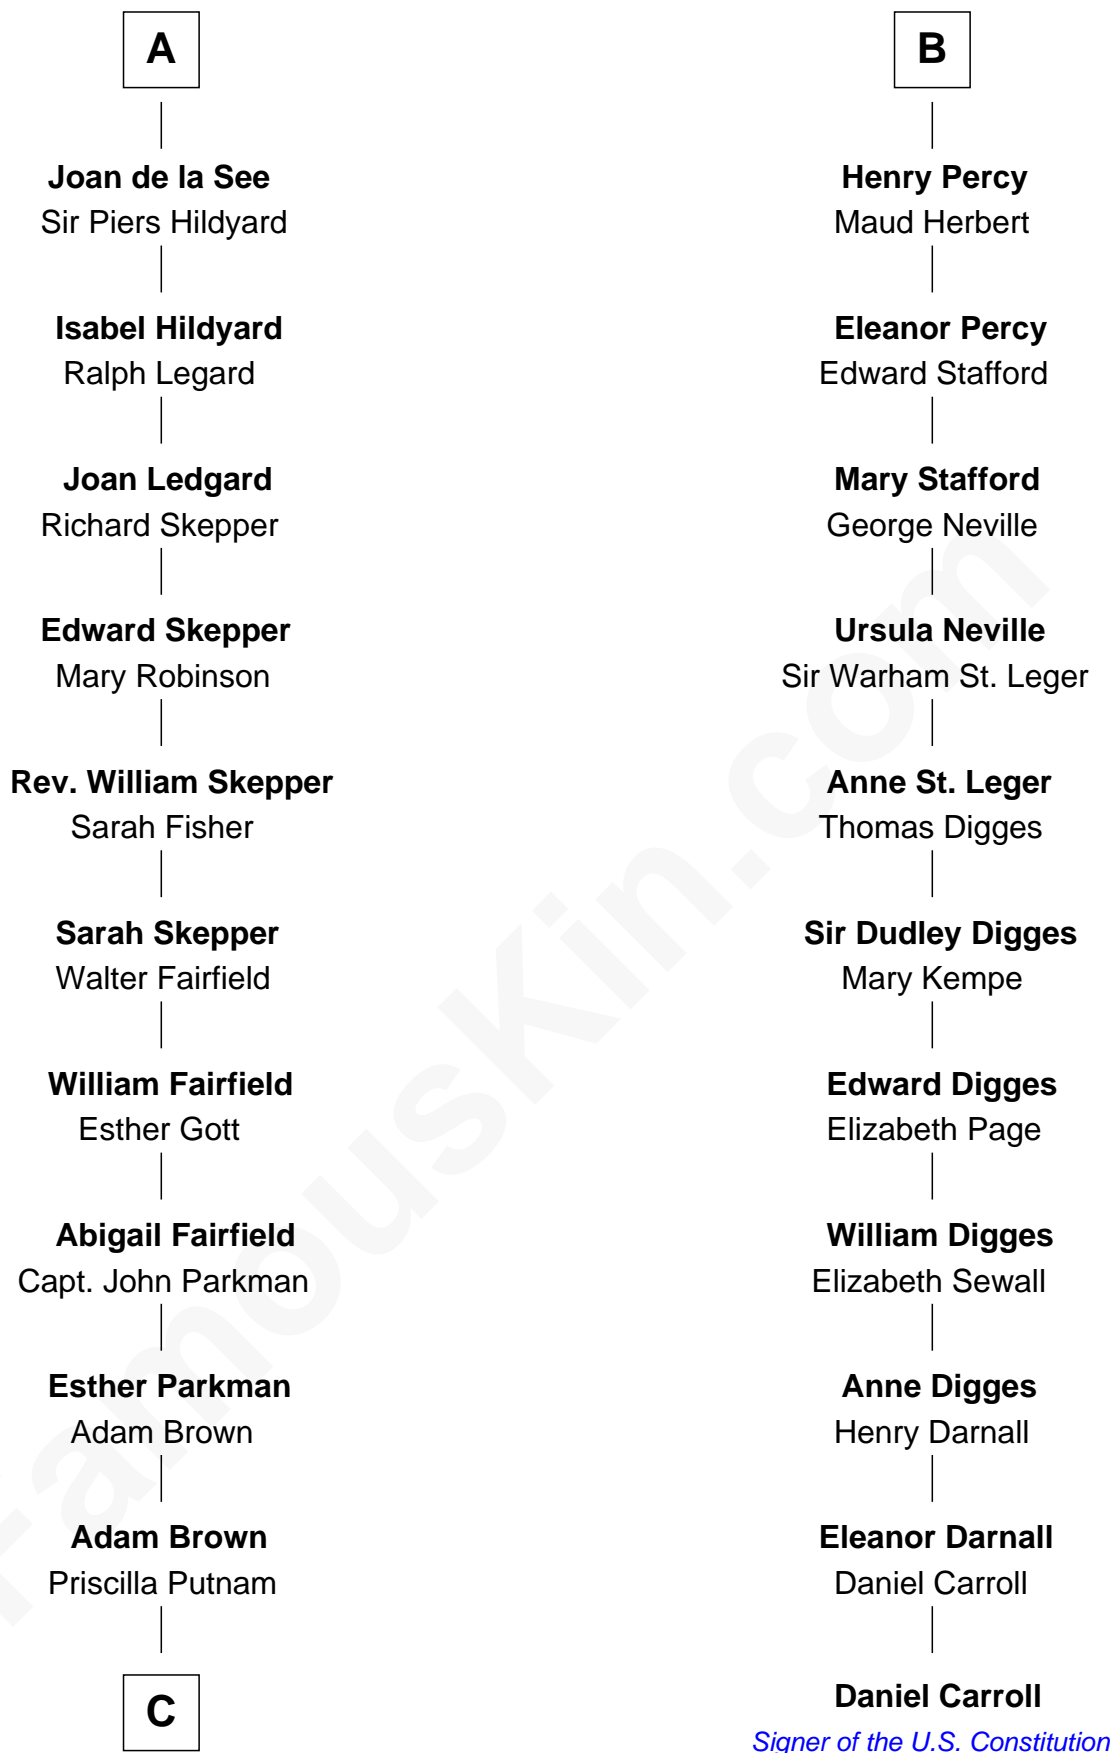 A
Joan de la See
Sir Piers Hildyard
Isabel Hildyard
Ralph Legard
Joan Ledgard
Richard Skepper
Edward Skepper
Mary Robinson
Rev. William Skepper
Sarah Fisher
Sarah Skepper
Walter Fairfield
William Fairfield
Esther Gott
Abigail Fairfield
Capt. John Parkman
Esther Parkman
Adam Brown
Adam Brown
Priscilla Putnam
C
B
Henry Percy
Maud Herbert
Eleanor Percy
Edward Stafford
Mary Stafford
George Neville
Ursula Neville
Sir Warham St. Leger
Anne St. Leger
Thomas Digges
Sir Dudley Digges
Mary Kempe
Edward Digges
Elizabeth Page
William Digges
Elizabeth Sewall
Anne Digges
Henry Darnall
Eleanor Darnall
Daniel Carroll
Daniel Carroll
Signer of the U.S. Constitution
FamousKin.com